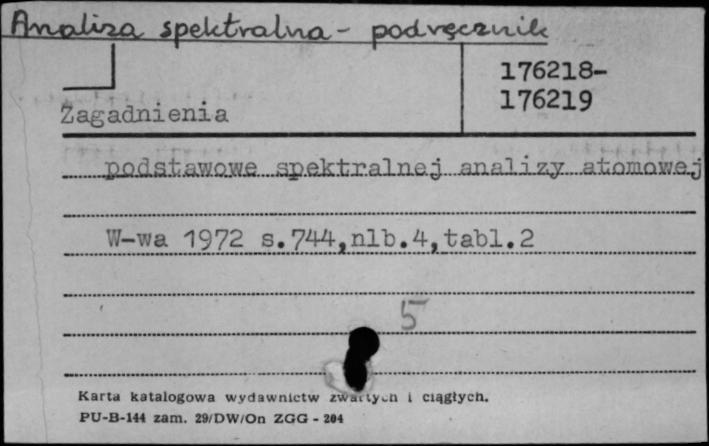 Analiza spektralna - podręcznik
176218-
176219
Zagadnienia
podstawowe spektralnej analizy atomowej
W-wa 1972 s.744,nlb.4,tabl.2
5
Karta katalogowa wydawnictw zwartych i ciągłych.
PU-B-144 zam. 29/DW/On ZGG - 204